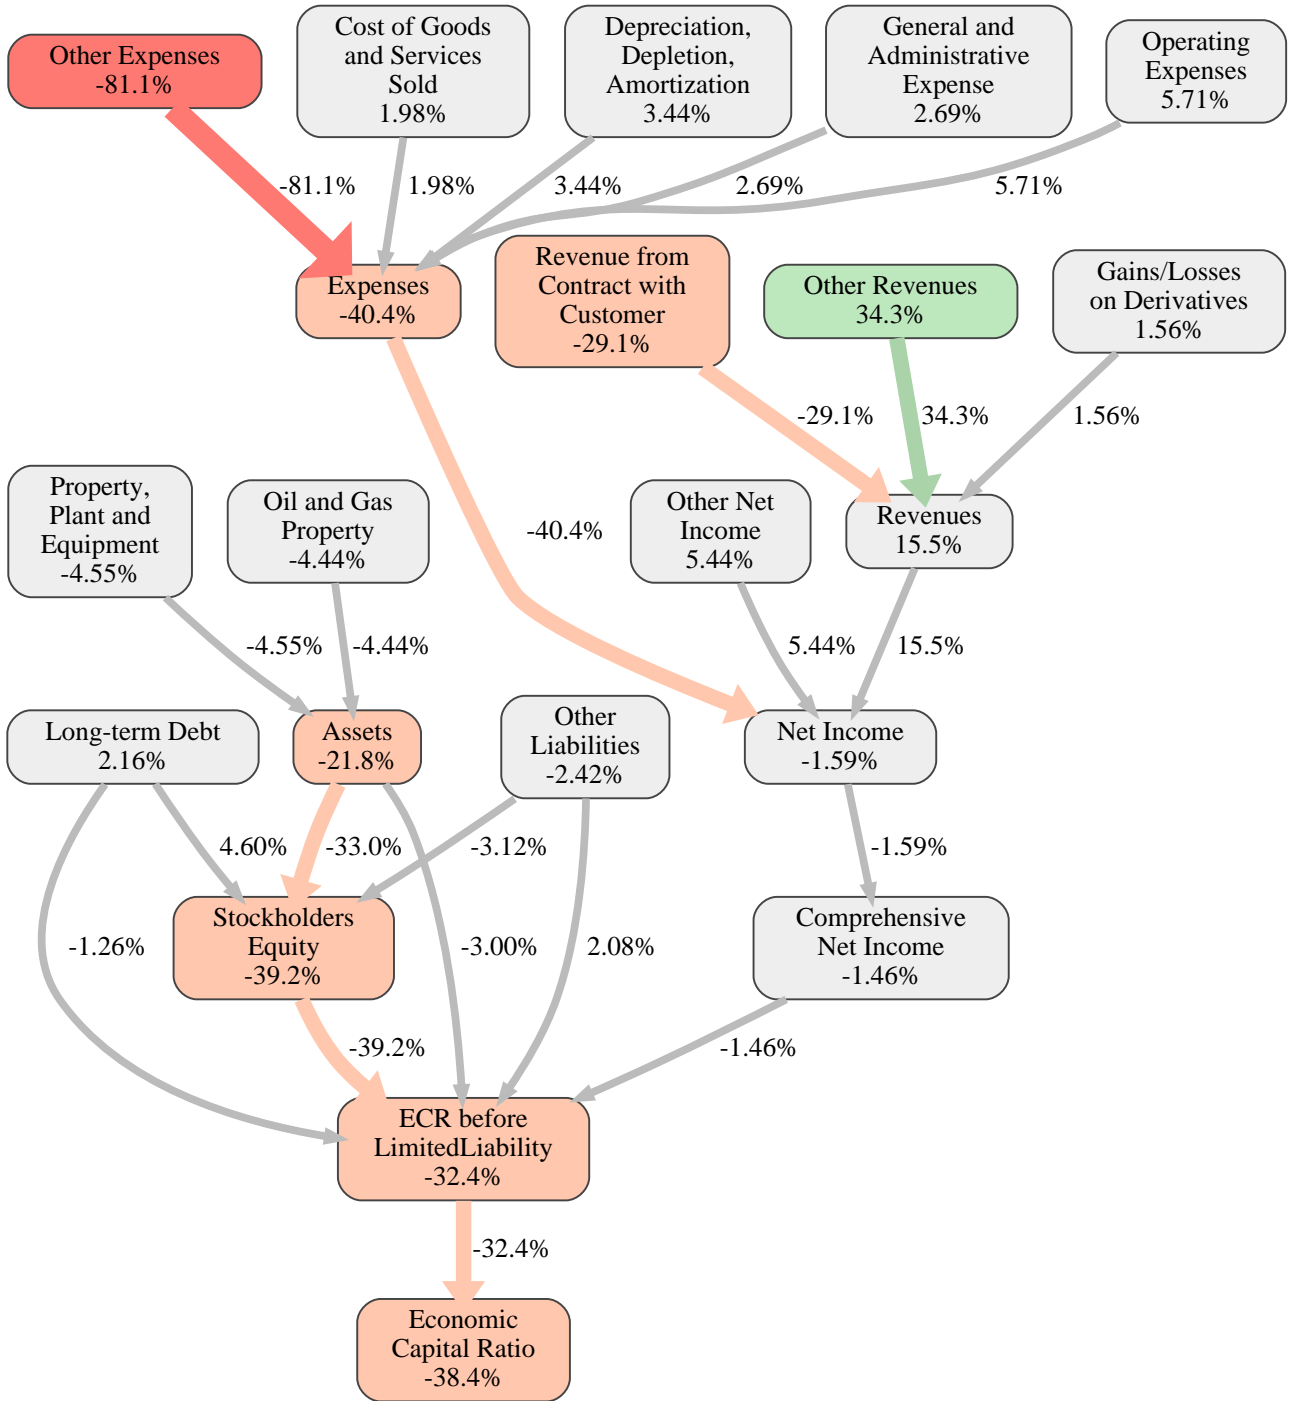 Other Expenses
-81.1%
Cost of Goods
and Services
Sold
1.98%
Depreciation,
Depletion,
Amortization
3.44%
General and
Administrative
Expense
2.69%
Operating
Expenses
5.71%
-81.1%
1.98%
3.44%
2.69%
5.71%
Expenses
-40.4%
Revenue from
Contract with
Customer
-29.1%
Other Revenues
34.3%
Gains/Losses
on Derivatives
1.56%
-29.1%
34.3%
1.56%
Property,
Plant and
Equipment
-4.55%
Oil and Gas
Property
-4.44%
-40.4%
Other Net
Income
5.44%
Revenues
15.5%
-4.55%
-4.44%
5.44%
15.5%
Long-term Debt
2.16%
Assets
-21.8%
Other
Liabilities
-2.42%
Net Income
-1.59%
4.60%
-33.0%
-3.12%
-1.59%
-1.26%
Stockholders
Equity
-39.2%
-3.00%
2.08%
Comprehensive
Net Income
-1.46%
-39.2%
-1.46%
ECR before
LimitedLiability
-32.4%
-32.4%
Economic
Capital Ratio
-38.4%